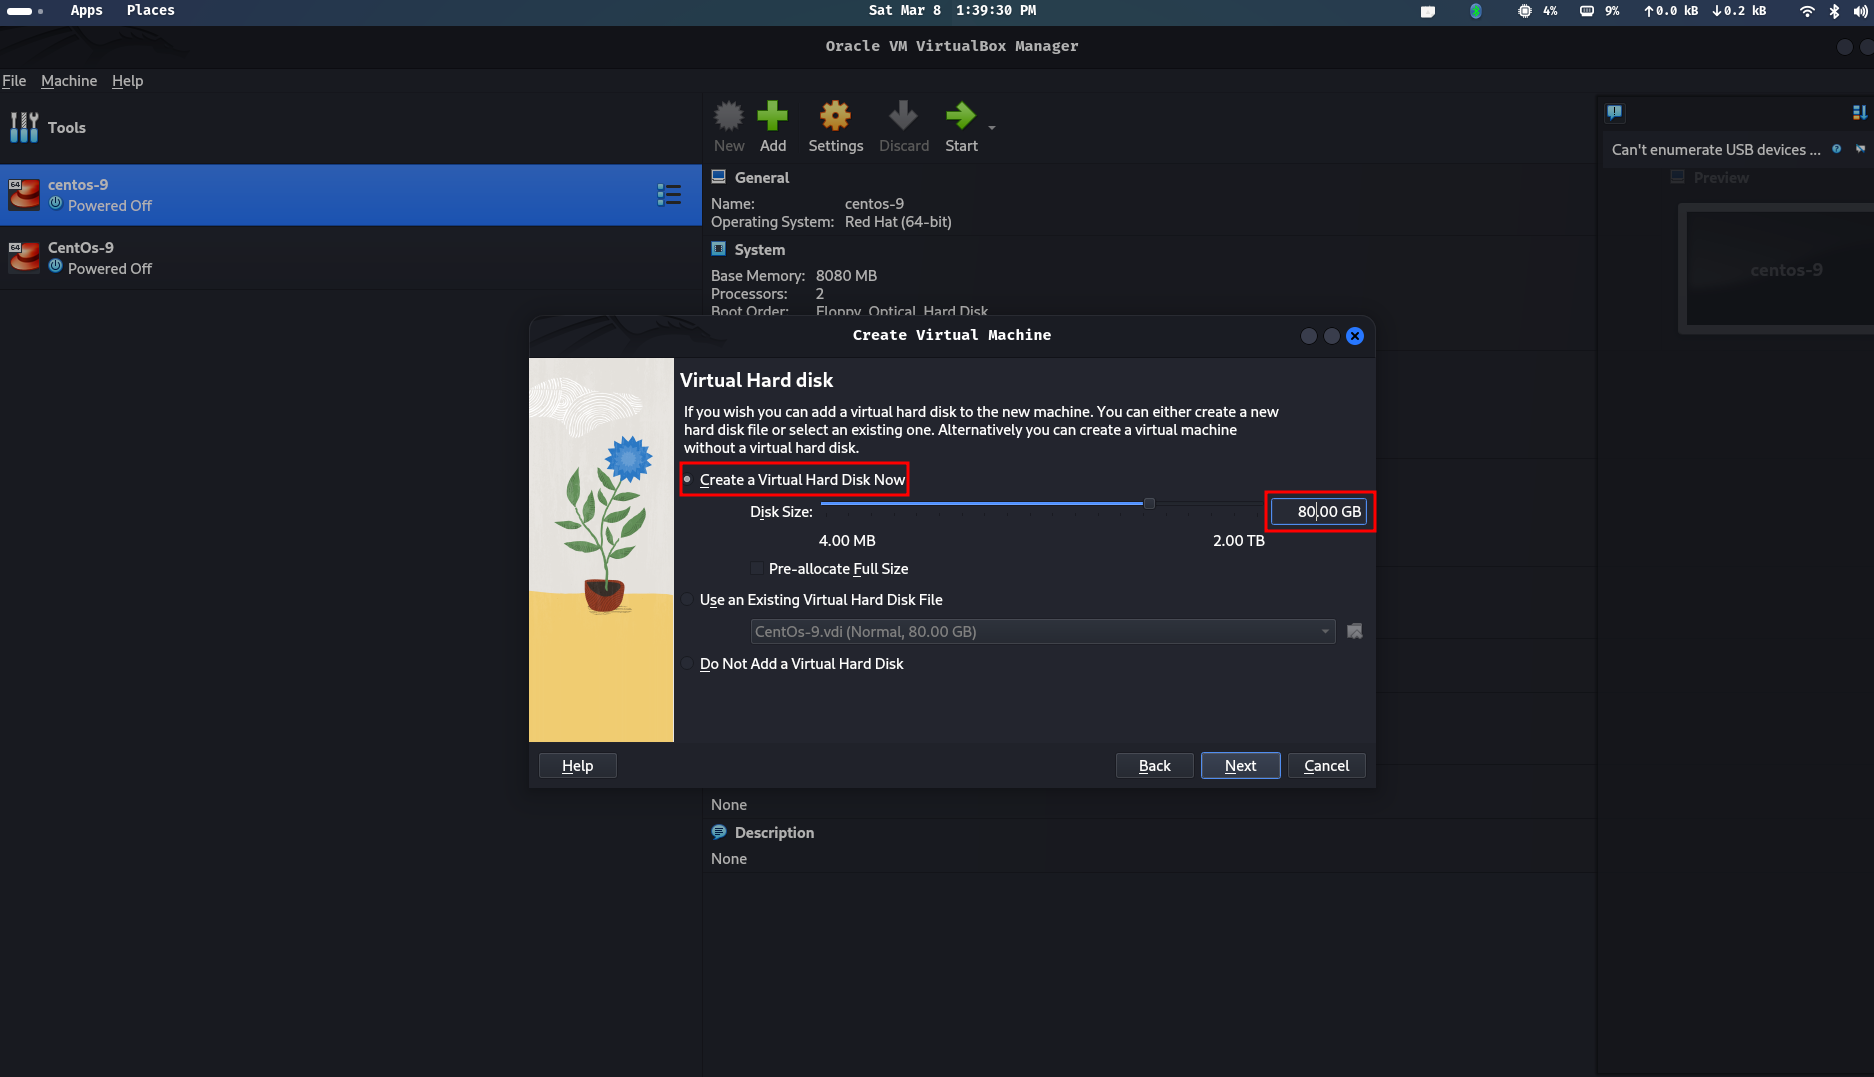 Apps Places Sat Mar 8 1:39:30 PM 4% 9% ↑0.0 kB ↓0.2 kB
Oracle VM VirtualBox Manager
File Machine Help
Tools
New Add Settings Discard Start
centos-9
Powered Off
CentOs-9
Powered Off
General
Name: centos-9
Operating System: Red Hat (64-bit)
System
Base Memory: 8080 MB
Processors: 2
Boot Order: Floppy, Optical, Hard Disk
Can't enumerate USB devices ...
Preview
centos-9
Create Virtual Machine
Virtual Hard disk
If you wish you can add a virtual hard disk to the new machine. You can either create a new
hard disk file or select an existing one. Alternatively you can create a virtual machine
without a virtual hard disk.
Create a Virtual Hard Disk Now
Disk Size: 80.00 GB
4.00 MB 2.00 TB
Pre-allocate Full Size
Use an Existing Virtual Hard Disk File
CentOs-9.vdi (Normal, 80.00 GB)
Do Not Add a Virtual Hard Disk
Help Back Next Cancel
None
Description
None